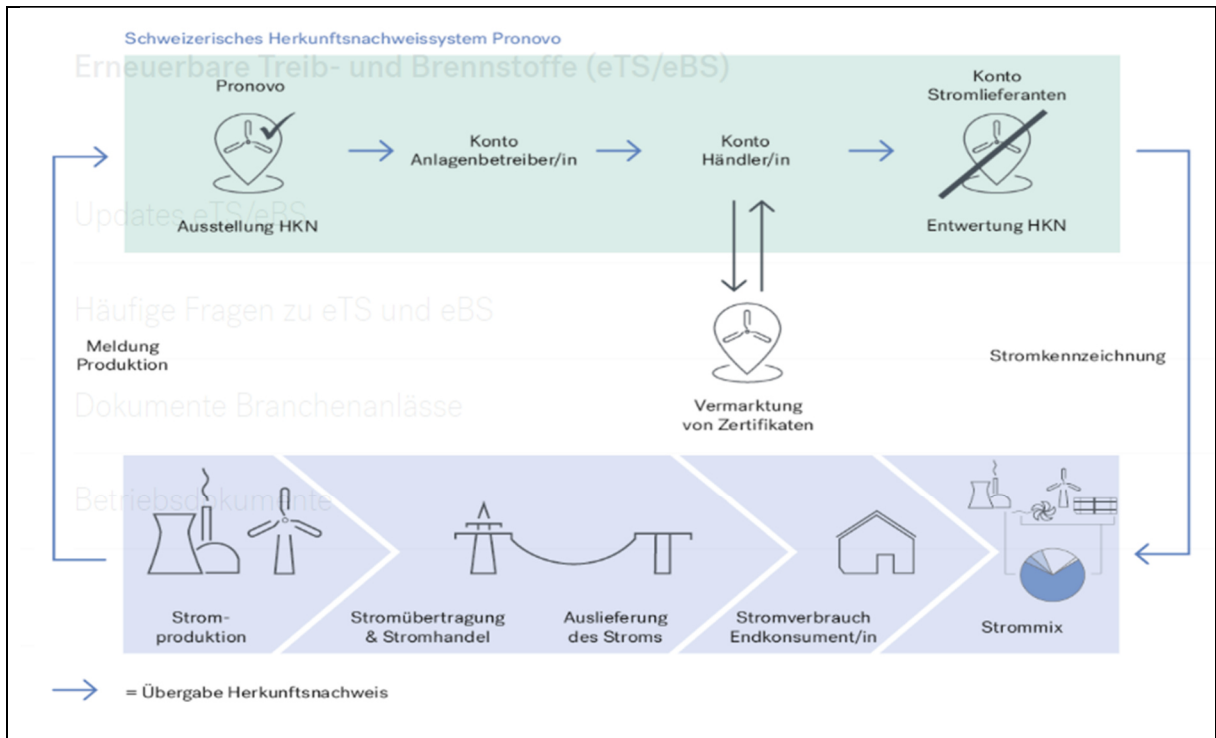 Schweizerisches Herkunftsnachweissystem Pronovo
Erneuerbare Treib- und Brennstoffe (eTS/eBS)
Pronovo
Konto
Anlagenbetreiber/in
Konto
Händler/in
Konto
Stromlieferanten
Updates eTS/eBS
Ausstellung HKN
Entwertung HKN
Häufige Fragen zu eTS und eBS
Meldung
Produktion
Stromkennzeichnung
Dokumente Branchenanlässe
Vermarktung
von Zertifikaten
Betriebsdokumente
Strom-
produktion
Stromübertragung
& Stromhandel
Auslieferung
des Stroms
Stromverbrauch
Endkonsument/in
Strommix
= Übergabe Herkunftsnachweis